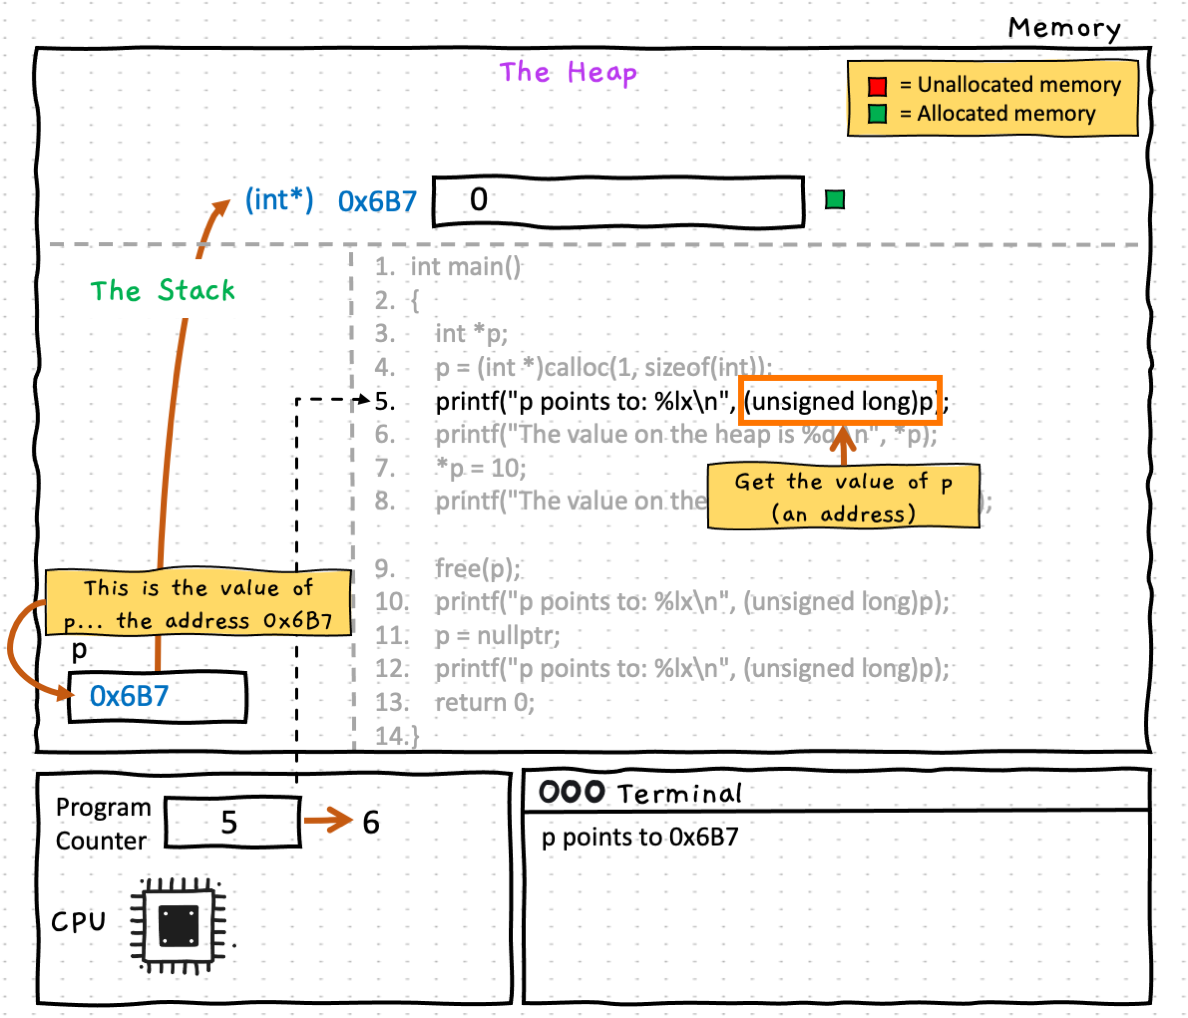 Memory
The Heap
= Unallocated memory
= Allocated memory
(int*) 0x6B7 0
The Stack
1. int main()
2. {
3. int *p;
4. p = (int *)calloc(1, sizeof(int));
5. printf("p points to: %lx\n", (unsigned long)p);
6. printf("The value on the heap is %d\n", *p);
7. *p = 10;
8. printf("The value on the );
Get the value of p
(an address)
9. free(p);
10. printf("p points to: %lx\n", (unsigned long)p);
11. p = nullptr;
12. printf("p points to: %lx\n", (unsigned long)p);
13. return 0;
14.}
This is the value of
p... the address 0x6B7
p
0x6B7
Program
Counter
5
6
CPU
Terminal
p points to 0x6B7